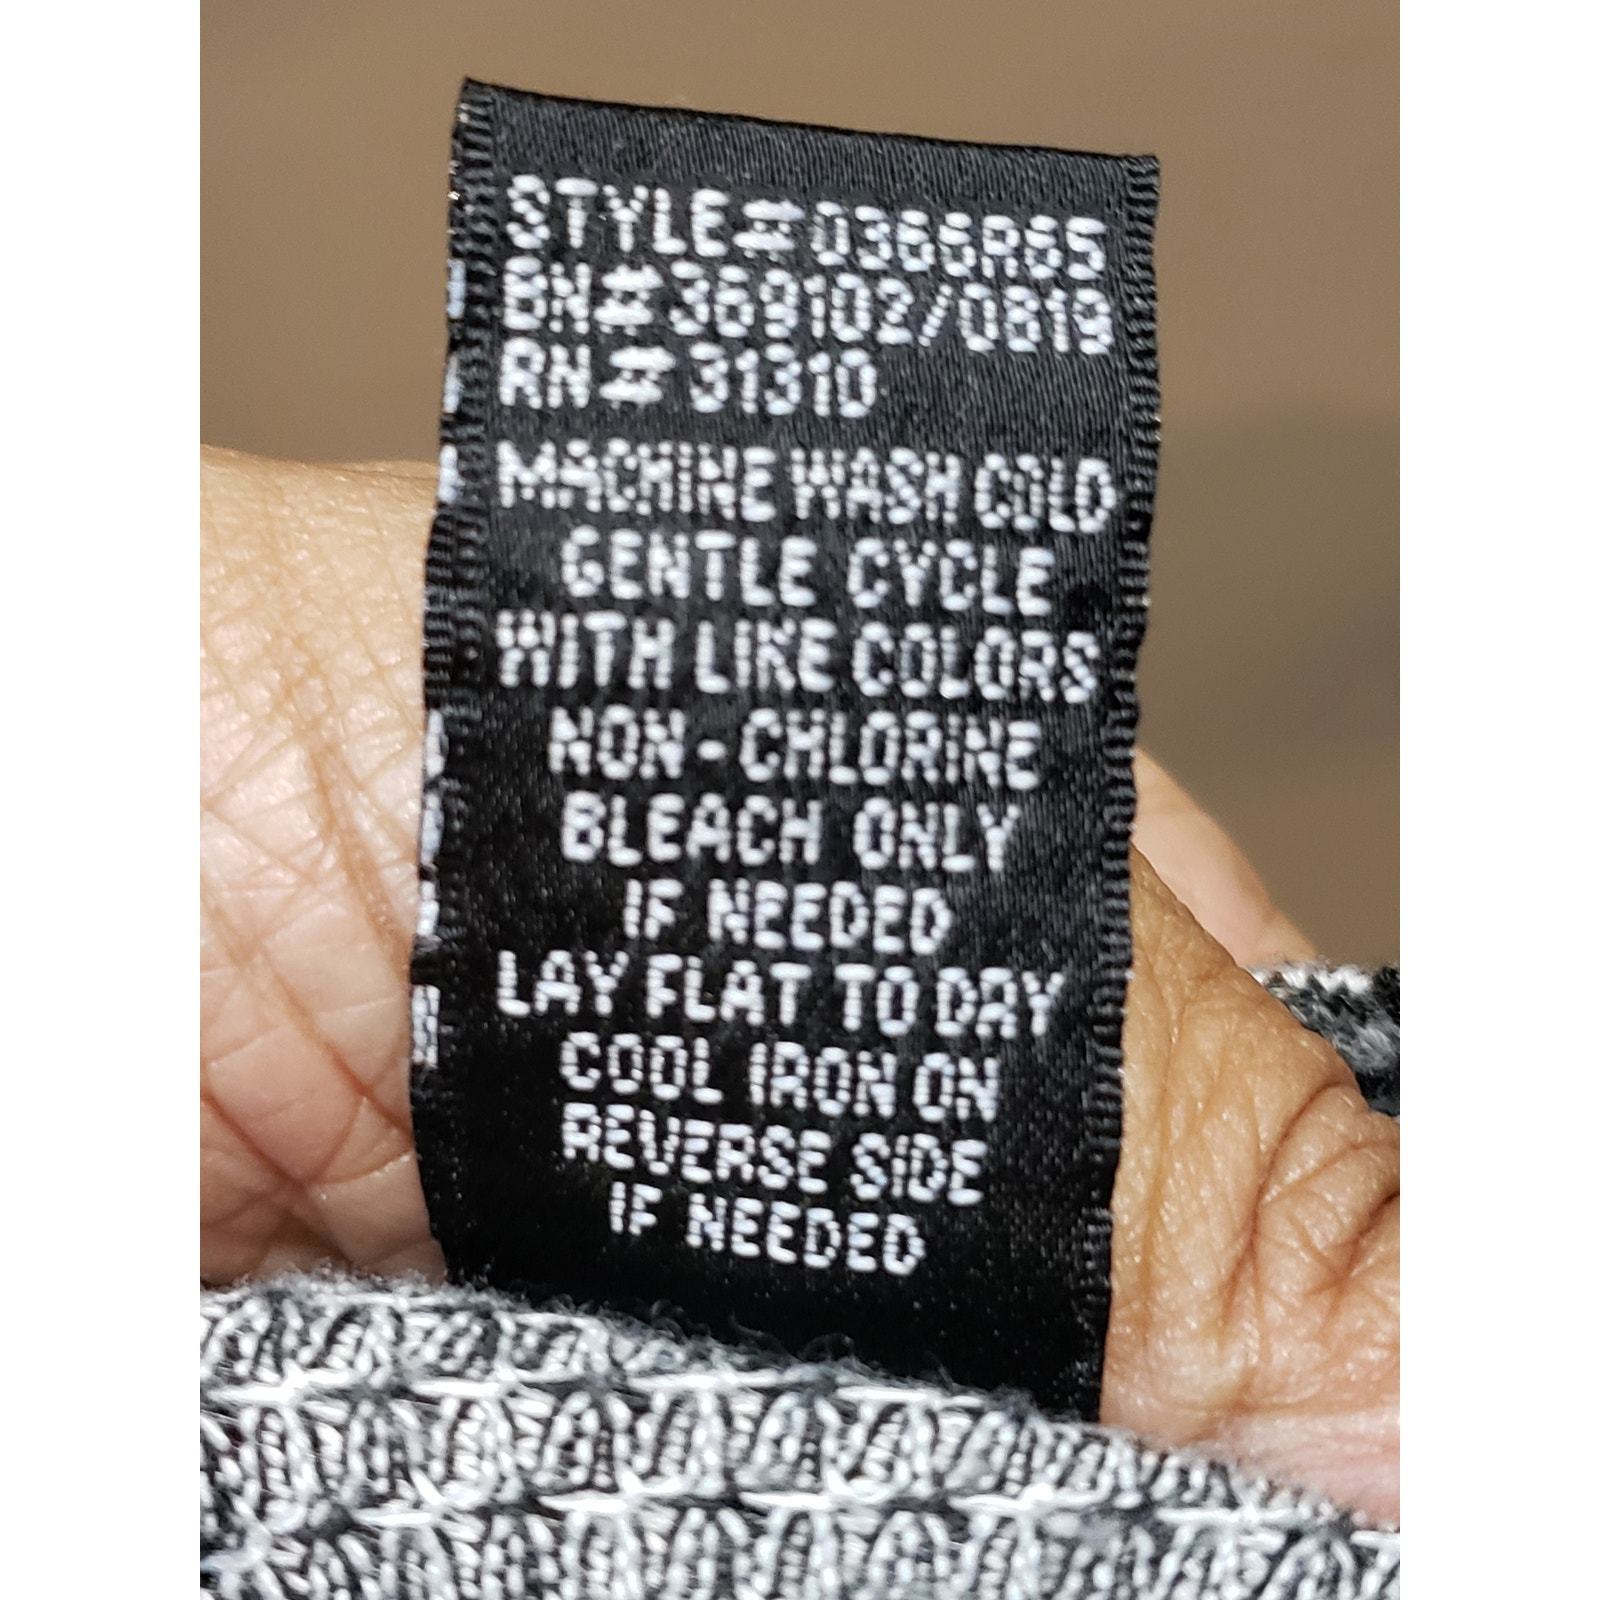 STYLE# 0366R65
BN# 369102/0819
RN# 31310
MACHINE WASH COLD
GENTLE CYCLE
WITH LIKE COLORS
NON-CHLORINE
BLEACH ONLY
IF NEEDED
LAY FLAT TO DRY
COOL IRON ON
REVERSE SIDE
IF NEEDED